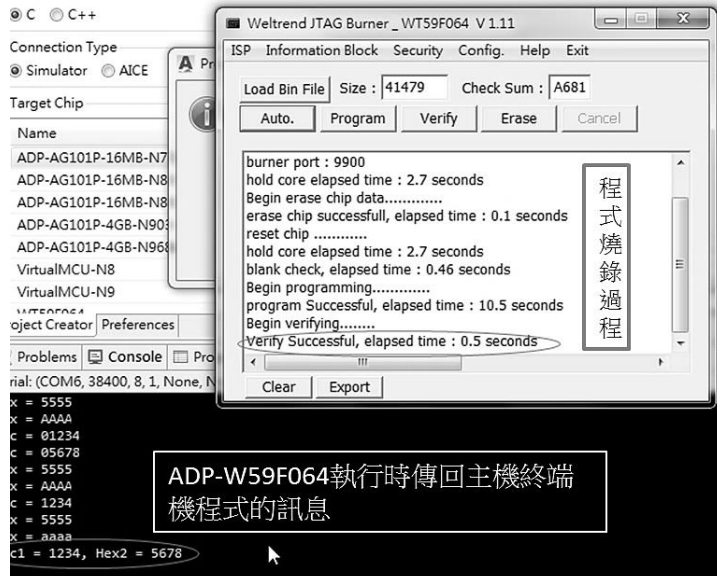 C C++
Connection Type
Simulator AICE
Target Chip
Name
ADP-AG101P-16MB-N7
ADP-AG101P-16MB-N8
ADP-AG101P-16MB-N8
ADP-AG101P-4GB-N903
ADP-AG101P-4GB-N968
VirtualMCU-N8
VirtualMCU-N9
oject Creator Preferences
Problems Console Pro
rial: (COM6, 38400, 8, 1, None, N
Weltrend JTAG Burner_ WT59F064 V 1.11
ISP Information Block Security Config. Help Exit
Load Bin File Size : 41479 Check Sum : A681
Auto. Program Verify Erase Cancel
burner port : 9900
hold core elapsed time : 2.7 seconds
Begin erase chip data.............
erase chip successfull, elapsed time : 0.1 seconds
reset chip ............
hold core elapsed time : 2.7 seconds
blank check, elapsed time : 0.46 seconds
Begin programming.............
program Successful, elapsed time : 10.5 seconds
Begin verifying........
Verify Successful, elapsed time : 0.5 seconds
程式燒錄過程
Clear Export
x = 5555
x = AAAA
c = 01234
c = 05678
x = 5555
x = AAAA
c = 1234
x = 5555
x = aaaa
c1 = 1234, Hex2 = 5678
ADP-W59F064執行時傳回主機終端
機程式的訊息